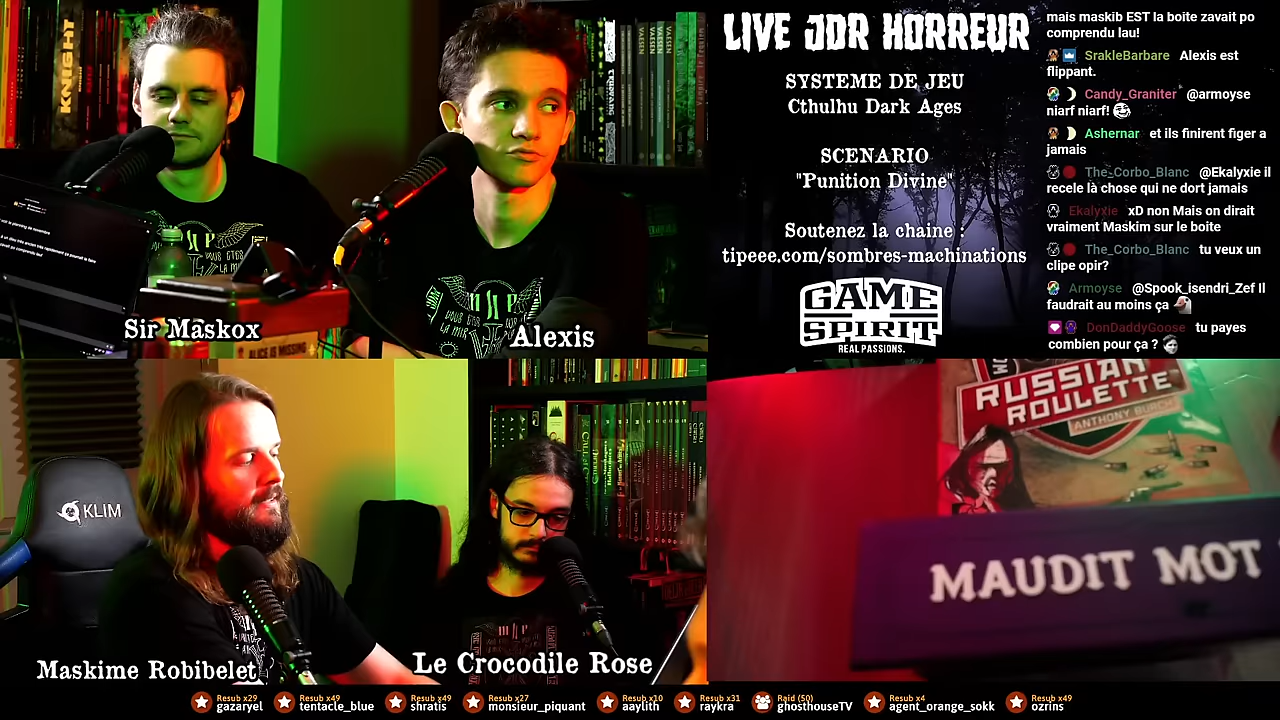 KNIGHT
VAESEN
VAESEN
VAESEN
ALICE IS MISSING
Sir Maskox
Alexis
LIVE JDR HORREUR
SYSTEME DE JEU
Cthulhu Dark Ages
SCENARIO
"Punition Divine"
Soutenez la chaine :
tipeee.com/sombres-machinations
GAME
SPIRIT
REAL PASSIONS.
mais maskib EST la boite zavait po
comprendu lau!
SrakleBarbare Alexis est
flippant.
Candy_Graniter @armoyse
niarf niarf!
Ashernar et ils finirent figer a
jamais
The_Corbo_Blanc @Ekalyxie il
recele là chose qui ne dort jamais
Ekalyxie xD non Mais on dirait
vraiment Maskim sur le boite
The_Corbo_Blanc tu veux un
clipe opir?
Armoyse @Spook_isendri_Zef Il
faudrait au moins ça
DonDaddyGoose tu payes
combien pour ça ?
KLIM
Maskime Robibelet
Le Crocodile Rose
RUSSIAN
ROULETTE
ANTHONY BURCH
MAUDIT MOT
Resub x29
gazaryel
Resub x49
tentacle_blue
Resub x49
shratis
Resub x27
monsieur_piquant
Resub x10
aaylith
Resub x31
raykra
Raid (50)
ghosthouseTV
Resub x4
agent_orange_sokk
Resub x49
ozrins